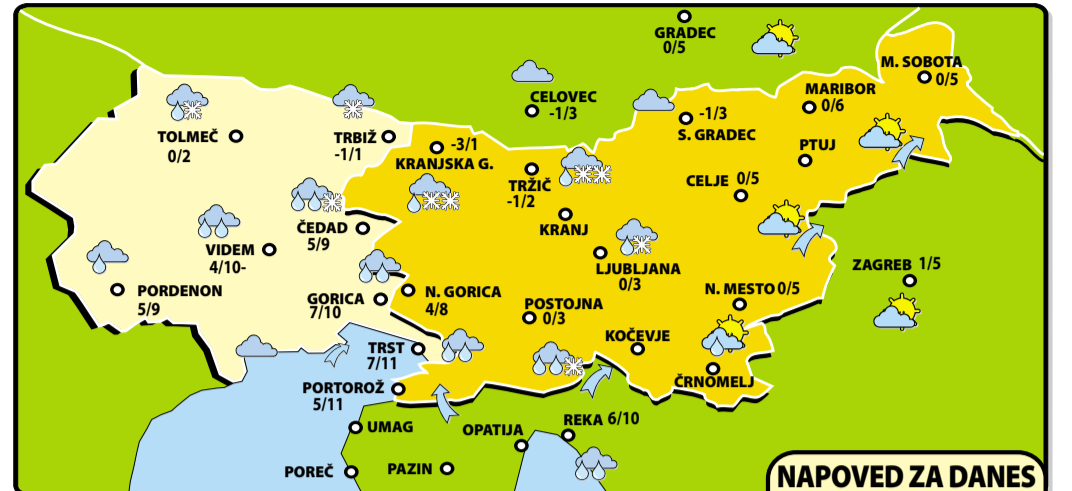 GRADEC
0/5
M. SOBOTA
0/5
CELOVEC
-1/3
MARIBOR
0/6
-1/3
S. GRADEC
TOLMEČ
0/2
TRBIŽ
-1/1
-3/1
KRANJSKA G.
PTUJ
TRŽIČ
-1/2
CELJE 0/5
ČEDAD
5/9
KRANJ
VIDEM
4/10-
LJUBLJANA
0/3
ZAGREB 1/5
PORDENON
5/9
GORICA
7/10
N. GORICA
4/8
N. MESTO 0/5
POSTOJNA
0/3
KOČEVJE
TRST
7/11
ČRNOMELJ
PORTOROŽ
5/11
UMAG
OPATIJA
REKA 6/10
POREČ
PAZIN
NAPOVED ZA DANES